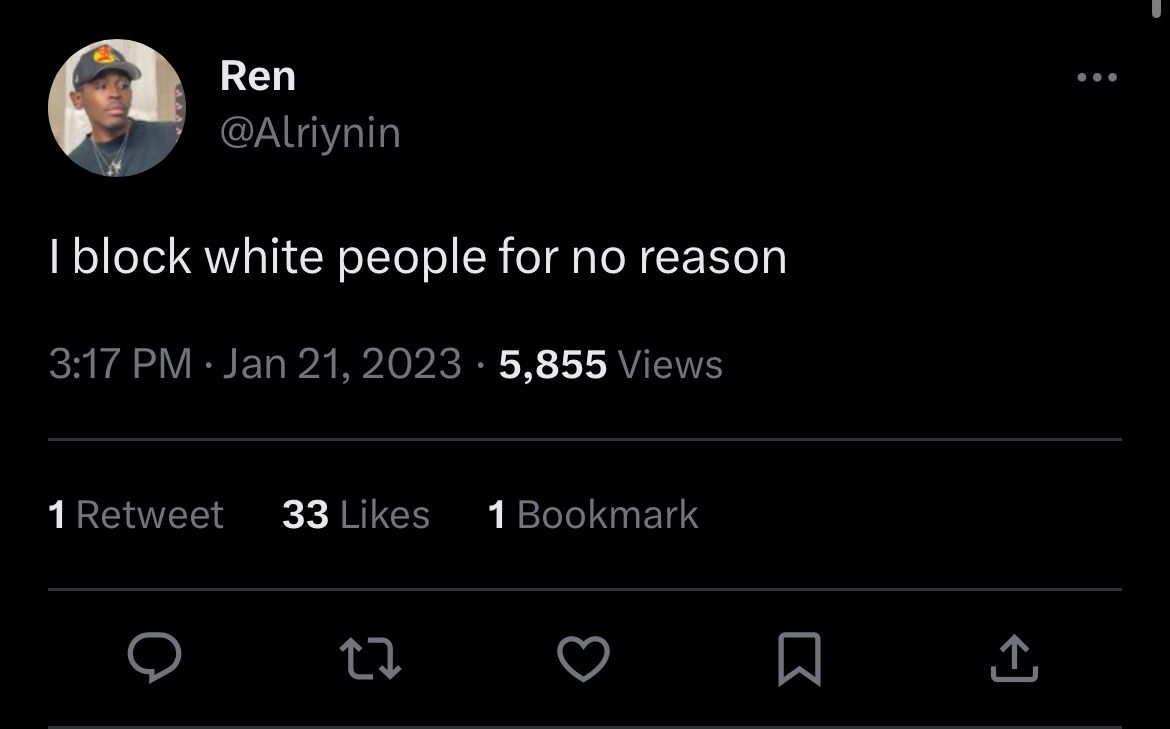 Ren
@Alriynin
I block white people for no reason
3:17 PM · Jan 21, 2023 · 5,855 Views
1 Retweet 33 Likes 1 Bookmark